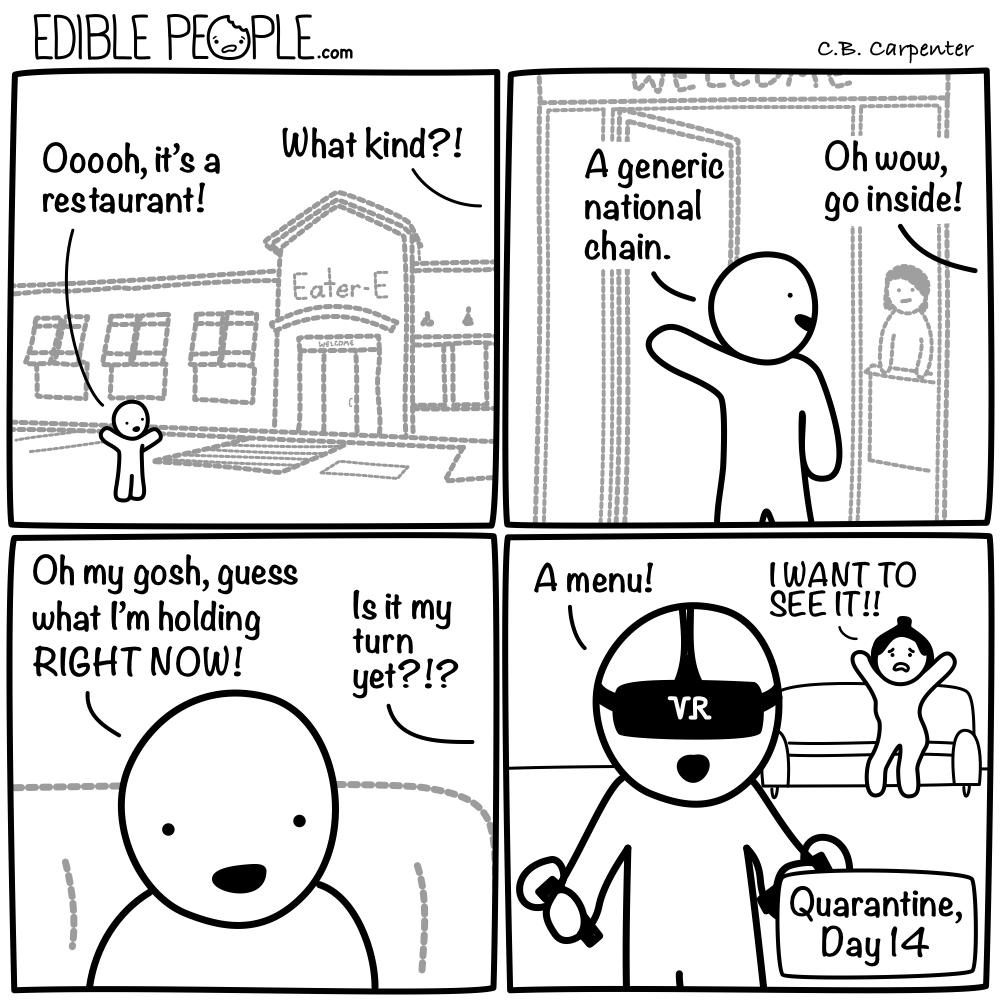 EDIBLE PEOPLE.com
C.B. Carpenter
Ooooh, it's a
restaurant!
What kind?!
Eater-E
WELCOME
WELCOME
A generic
national
chain.
Oh wow,
go inside!
Oh my gosh, guess
what I'm holding
RIGHT NOW!
Is it my
turn
yet?!?
A menu!
I WANT TO
SEE IT!!
VR
Quarantine,
Day 14